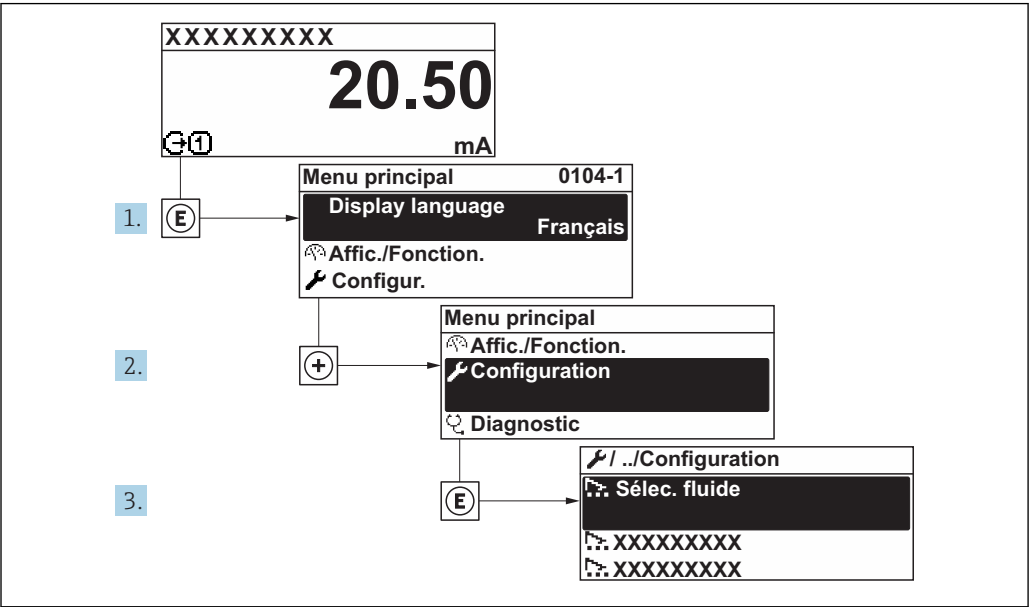 XXXXXXXXX
20.50
mA
1.
E
Menu principal 0104-1
Display language
Français
Affic./Fonction.
Configur.
2.
+
Menu principal
Affic./Fonction.
Configuration
Diagnostic
3.
E
/ ../Configuration
Sélec. fluide
XXXXXXXXX
XXXXXXXXX